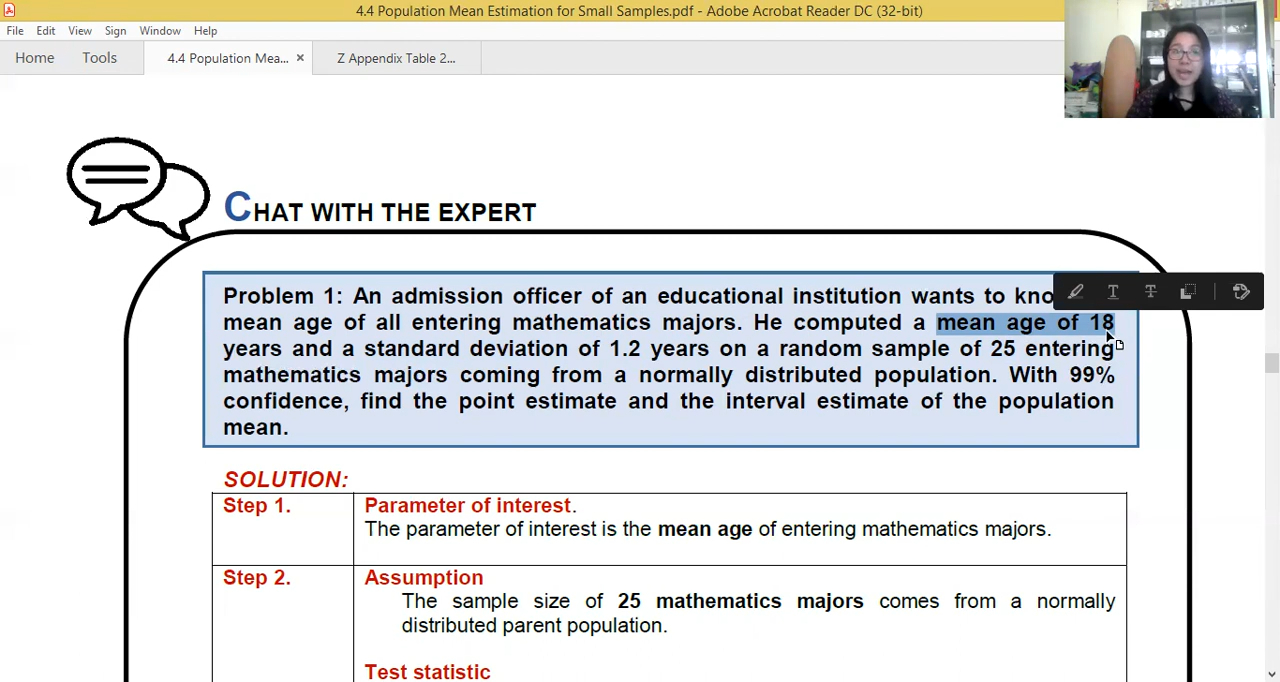 4.4 Population Mean Estimation for Small Samples.pdf - Adobe Acrobat Reader DC (32-bit)
File Edit View Sign Window Help
Home Tools 4.4 Population Mea... × Z Appendix Table 2...
CHAT WITH THE EXPERT
Problem 1: An admission officer of an educational institution wants to
mean age of all entering mathematics majors. He computed a mean age of 18
years and a standard deviation of 1.2 years on a random sample of 25 entering
mathematics majors coming from a normally distributed population. With 99%
confidence, find the point estimate and the interval estimate of the population
mean.
SOLUTION:
Step 1. Parameter of interest.
The parameter of interest is the mean age of entering mathematics majors.
Step 2. Assumption
The sample size of 25 mathematics majors comes from a normally
distributed parent population.
Test statistic